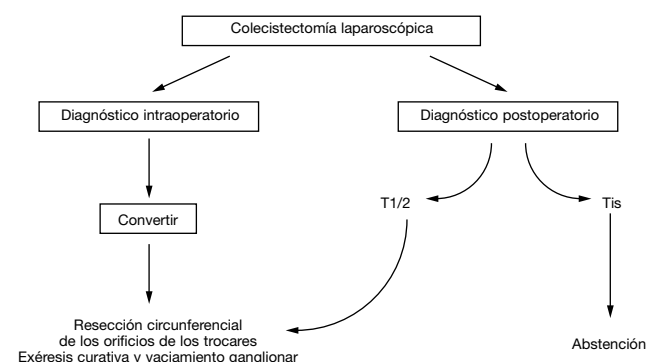 Colecistectomía laparoscópica
Diagnóstico intraoperatorio
Diagnóstico postoperatorio
T1/2
Tis
Convertir
Resección circunferencial
de los orificios de los trocares
Exéresis curativa y vaciamiento ganglionar
Abstención